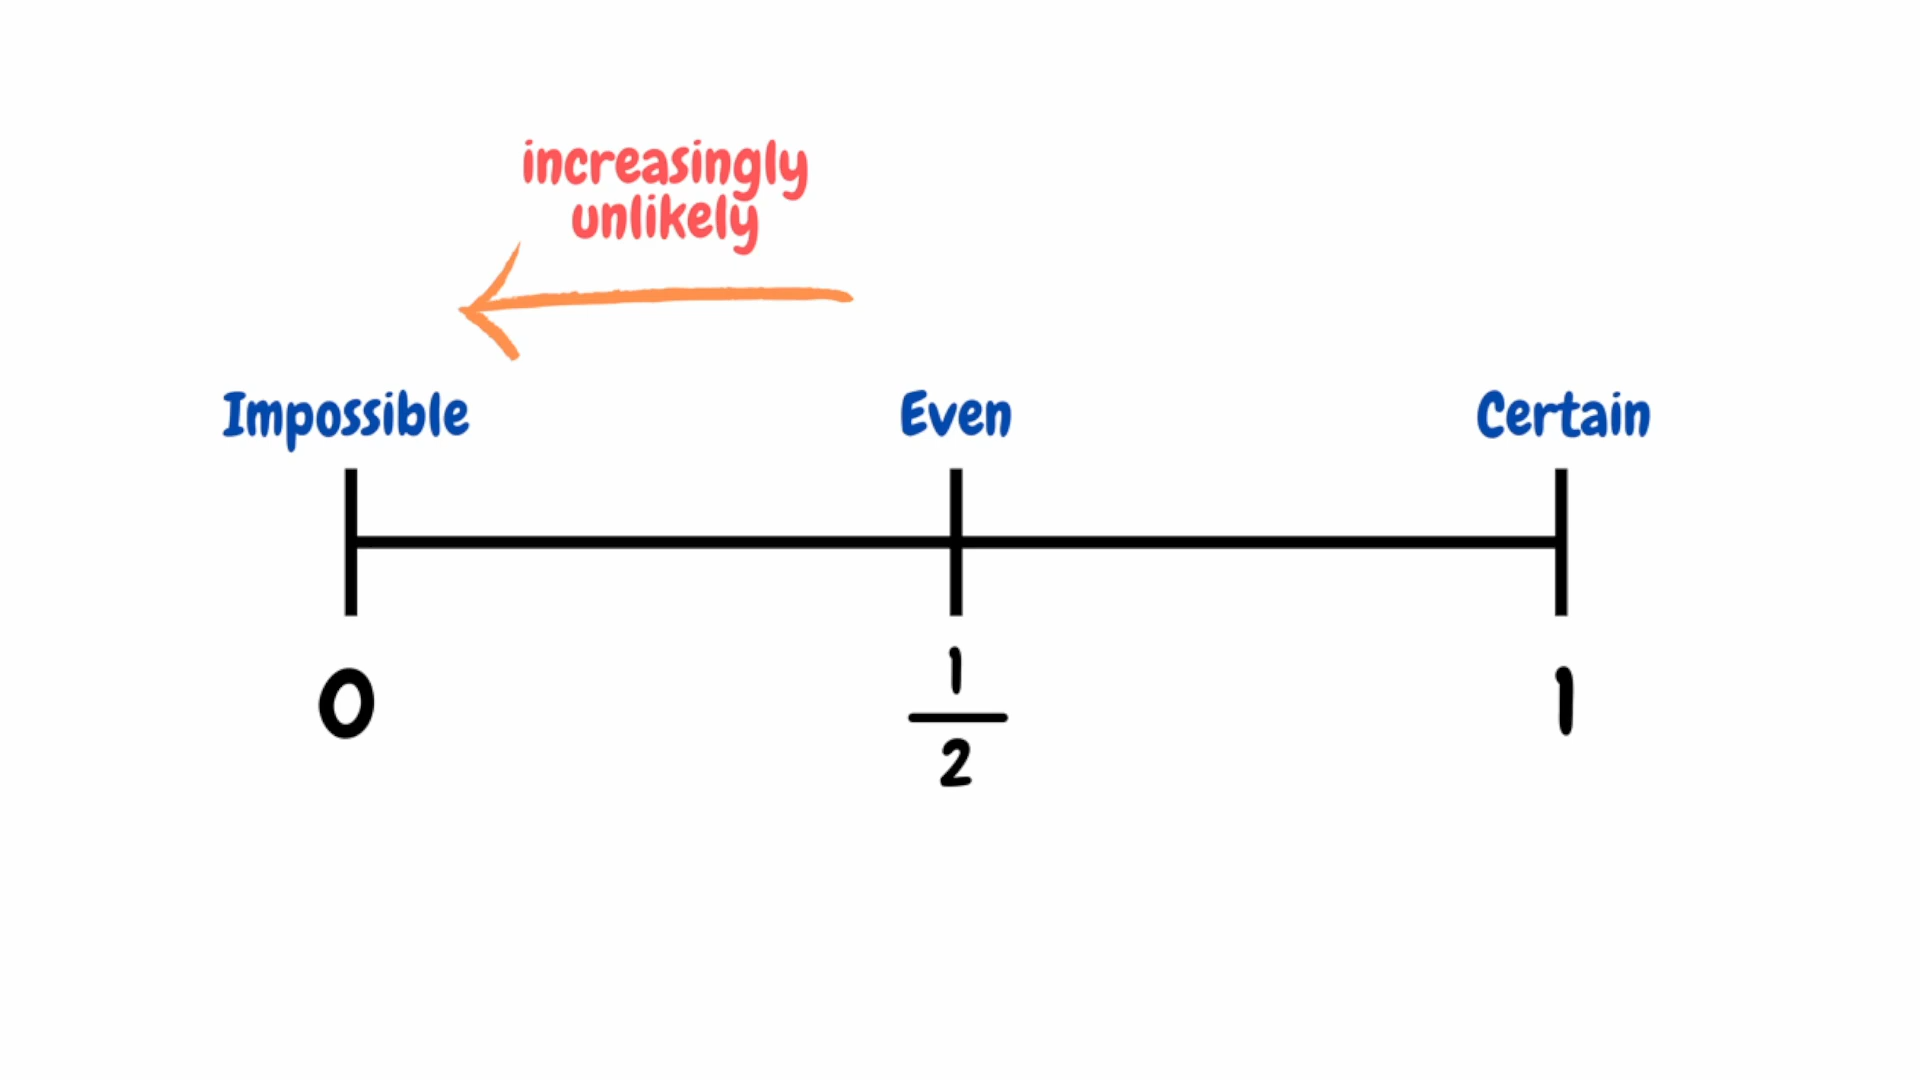 increasingly
unlikely
Impossible
Even
Certain
0
1
2
1